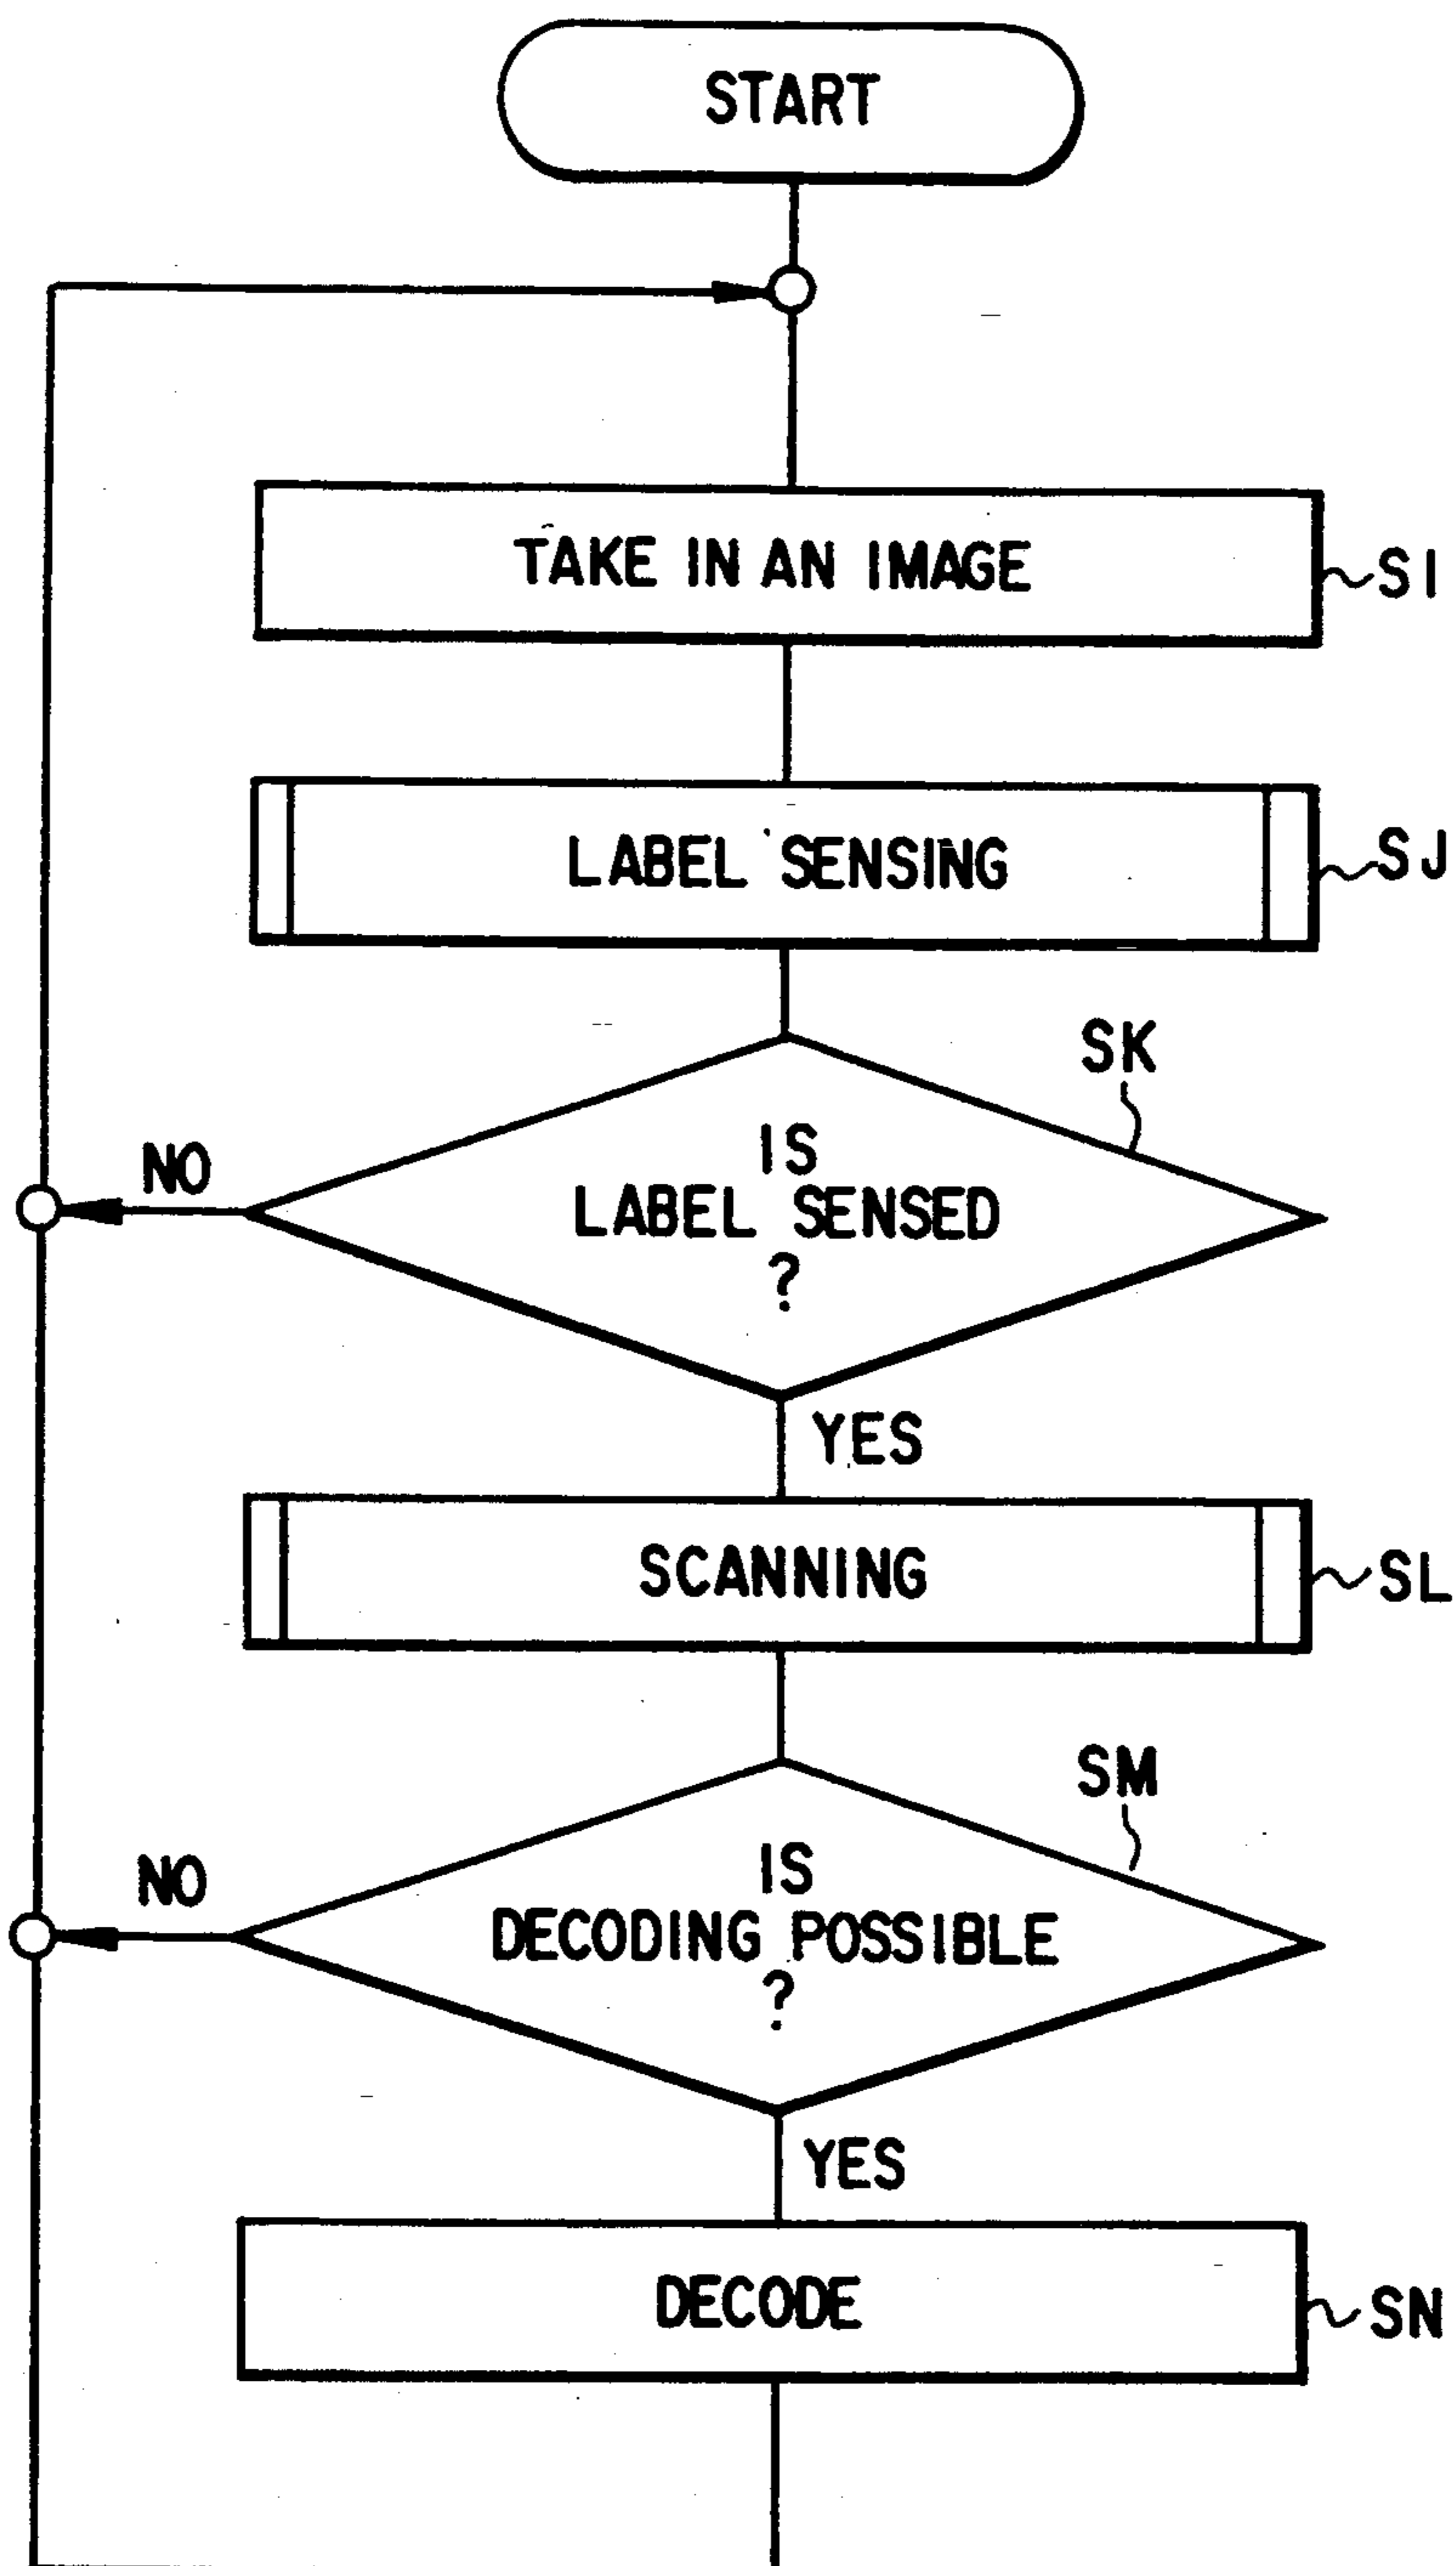 START
TAKE IN AN IMAGE
SI
LABEL SENSING
SJ
SK
IS
LABEL SENSED
?
NO
YES
SCANNING
SL
SM
IS
DECODING POSSIBLE
?
NO
YES
DECODE
SN